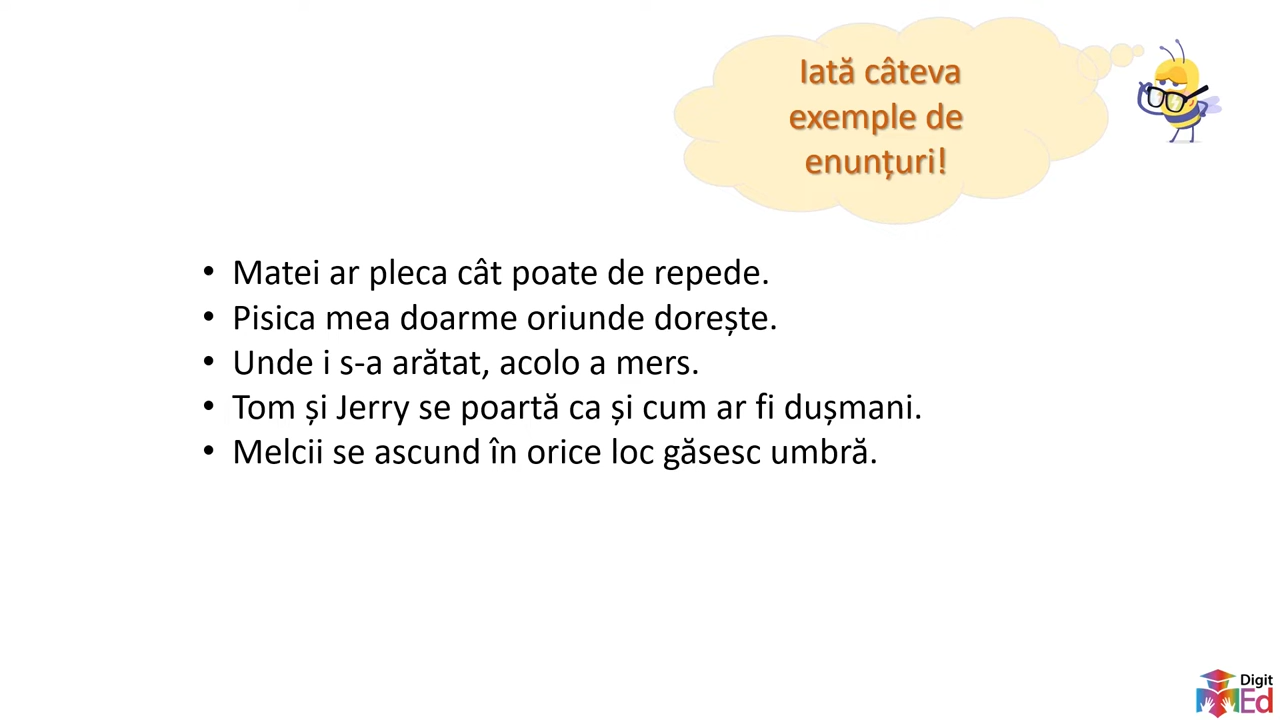 Iată câteva
exemple de
enunțuri!
• Matei ar pleca cât poate de repede.
• Pisica mea doarme oriunde dorește.
• Unde i s-a arătat, acolo a mers.
• Tom și Jerry se poartă ca și cum ar fi dușmani.
• Melcii se ascund în orice loc găsesc umbră.
Digit
Ed